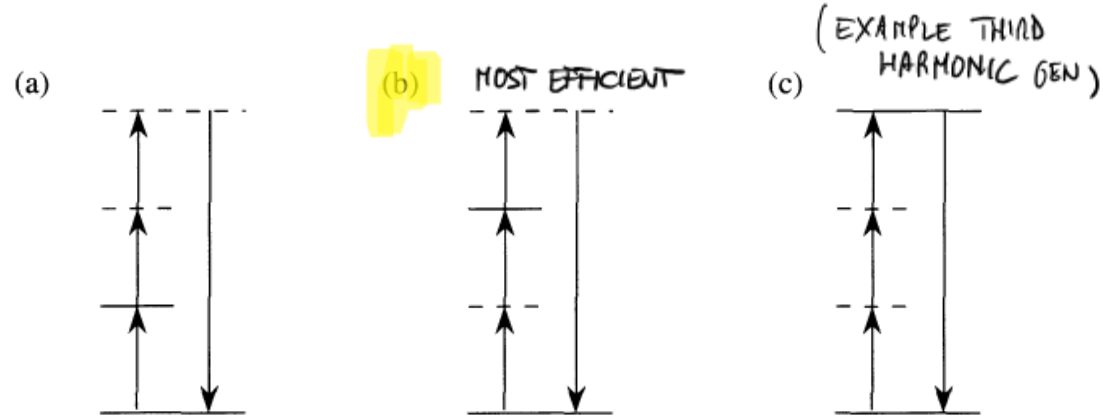 (EXAMPLE THIRD
HARMONIC GEN)
(a)
(b) MOST EFFICIENT
(c)